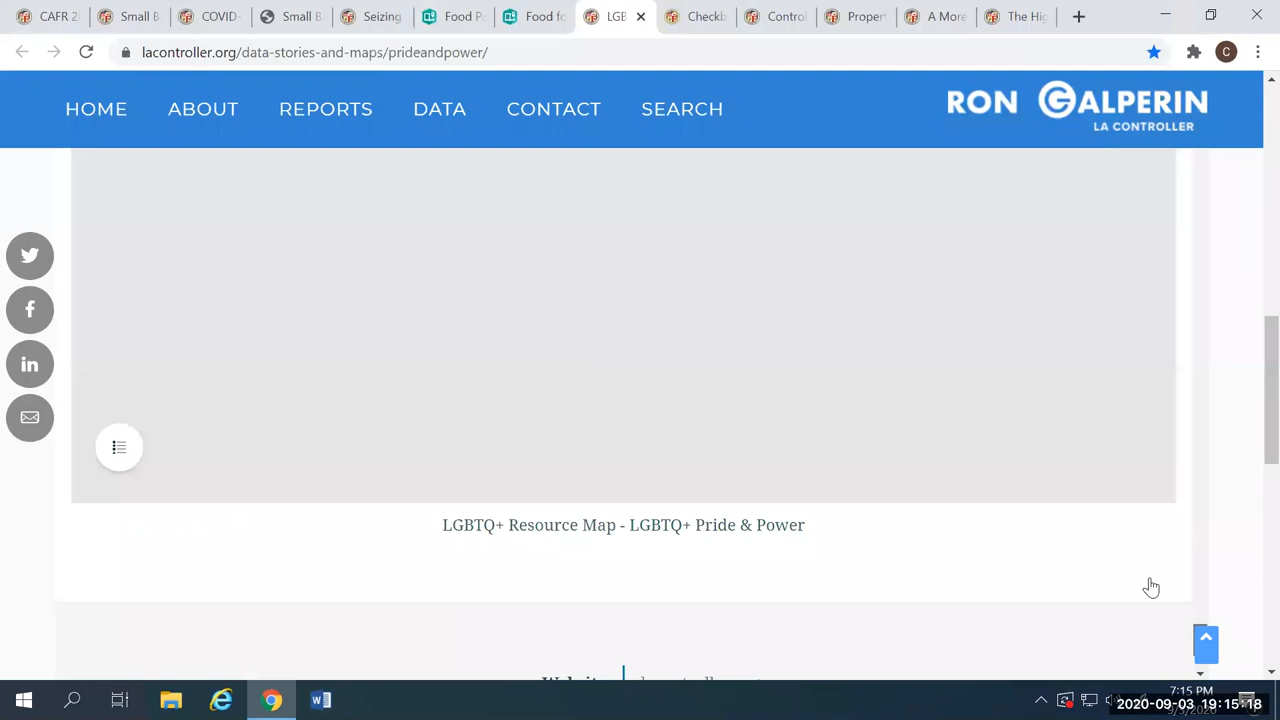 CAFR 2
Small
COVID-
Small B
Seizing
Food P
Food fo
LGB
Checkb
Control
Propert
A More
The Hig
lacontroller.org/data-stories-and-maps/prideandpower/
C
HOME ABOUT REPORTS DATA CONTACT SEARCH
RON GALPERIN
LA CONTROLLER
LGBTQ+ Resource Map - LGBTQ+ Pride & Power
7:15 PM
2020-09-03 19:15:18